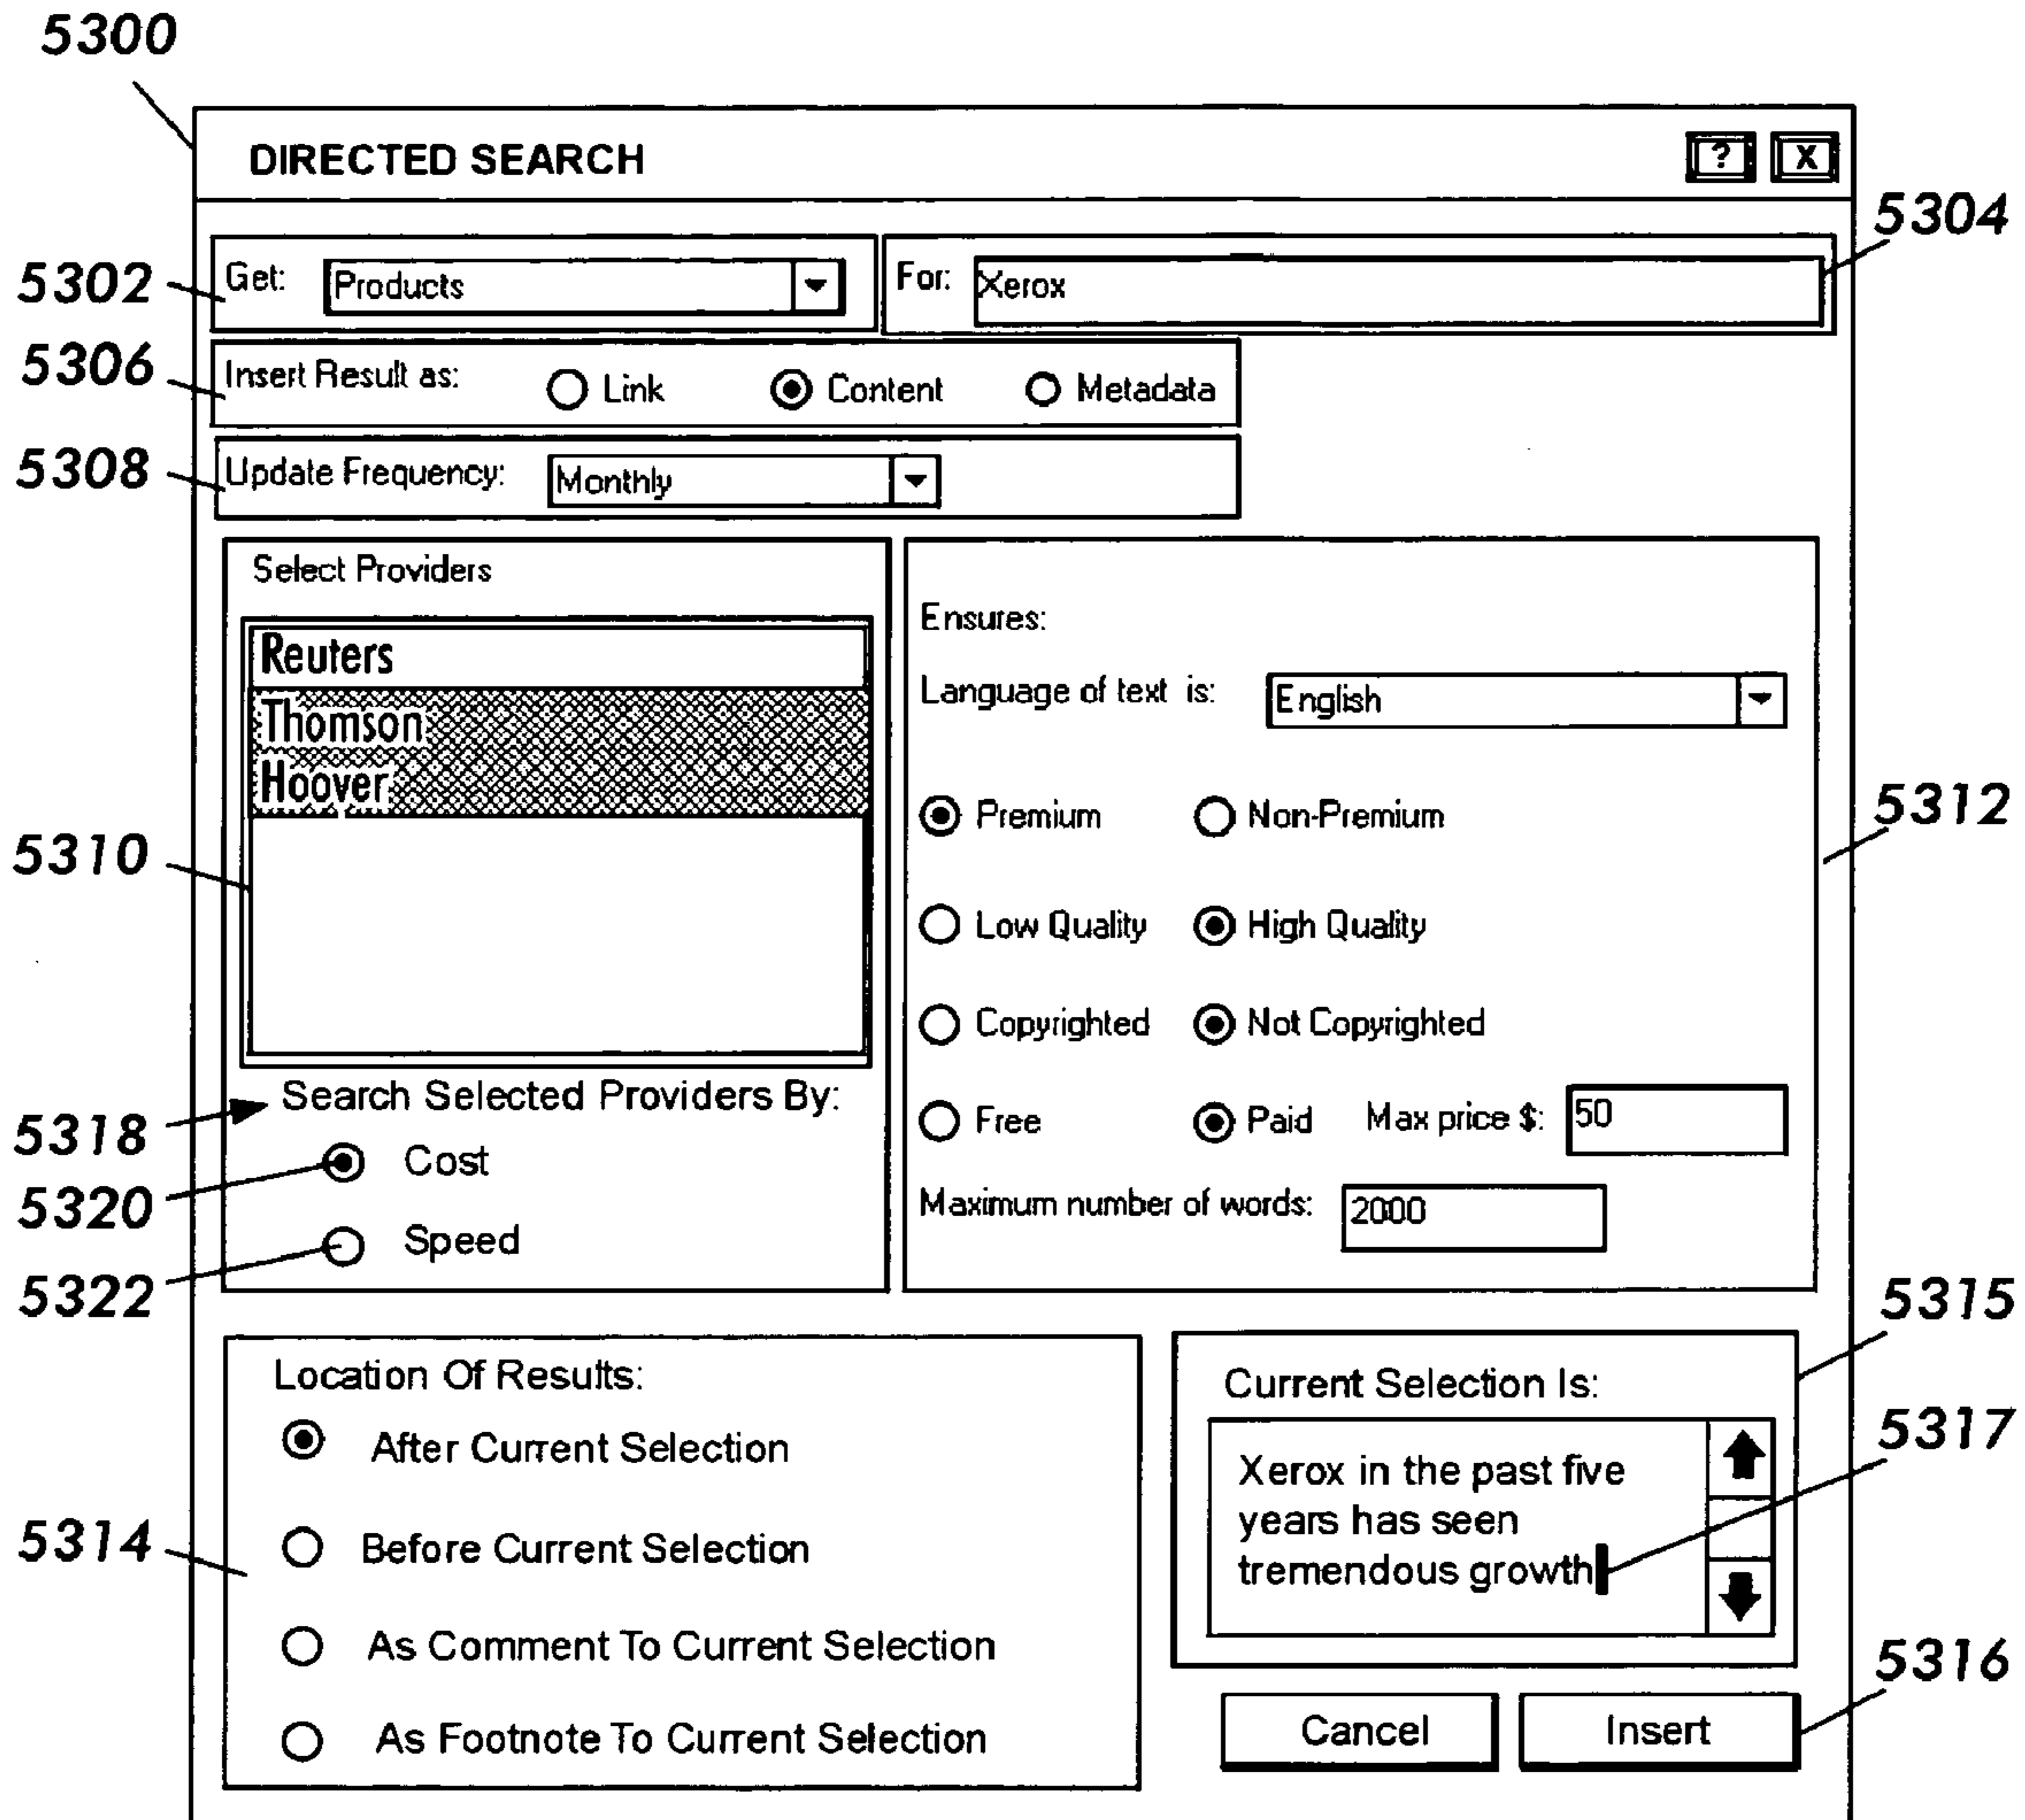 5300
DIRECTED SEARCH ? X
5304
5302 Get: Products For: Xerox
5306 Insert Result as: Link Content Metadata
5308 Update Frequency: Monthly
Select Providers
Reuters
Thomson
Hoover
5310
Search Selected Providers By:
5318
Cost
5320
Speed
5322
Ensures:
Language of text is: English
Premium Non-Premium
5312
Low Quality High Quality
Copyrighted Not Copyrighted
Free Paid Max price $: 50
Maximum number of words: 2000
Location Of Results:
After Current Selection
Before Current Selection
5314
As Comment To Current Selection
As Footnote To Current Selection
5315
Current Selection Is:
5317
Xerox in the past five
years has seen
tremendous growth
5316
Cancel Insert